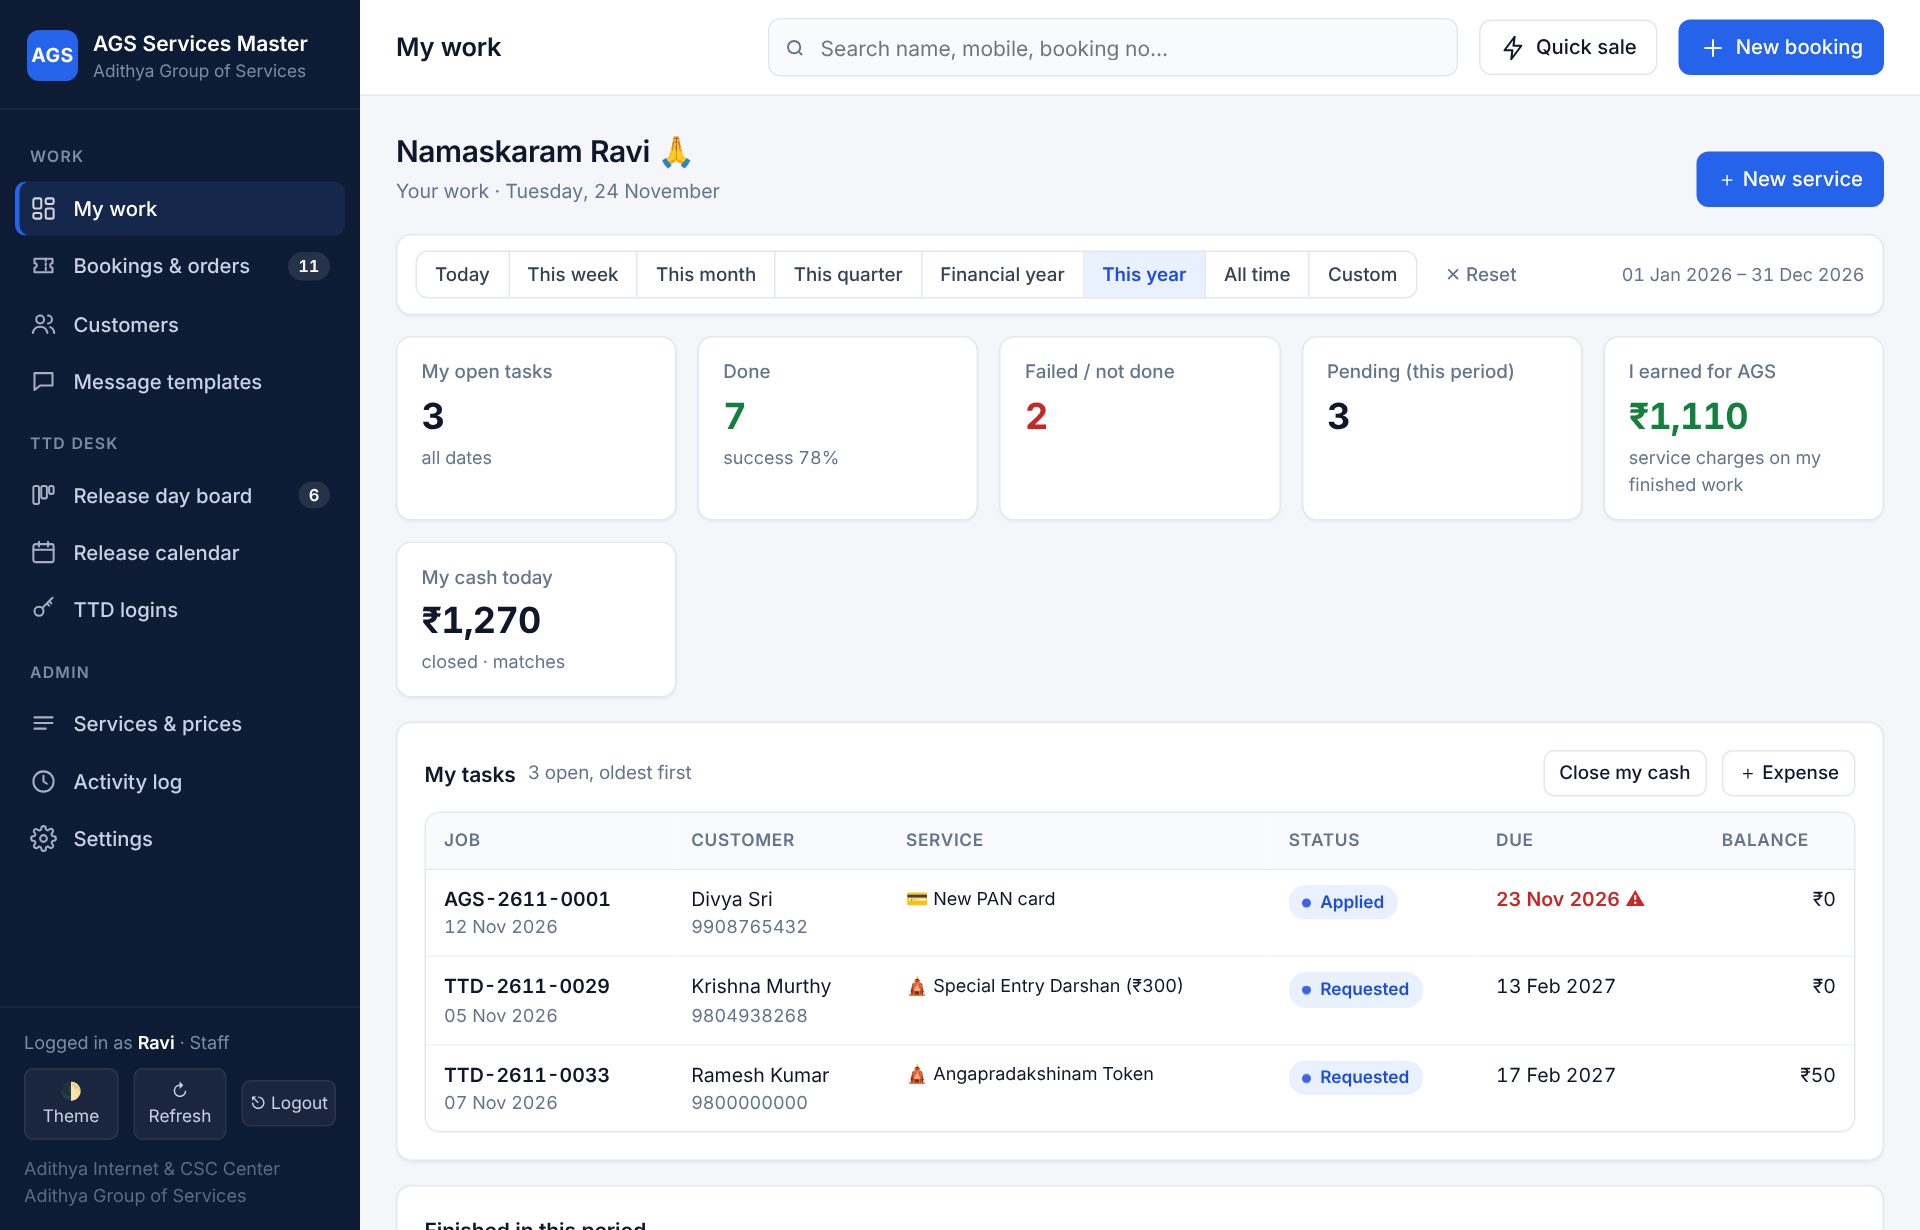 AGS
AGS Services Master
Adithya Group of Services
WORK
My work
Bookings & orders 11
Customers
Message templates
TTD DESK
Release day board 6
Release calendar
TTD logins
ADMIN
Services & prices
Activity log
Settings
Logged in as Ravi · Staff
Theme
Refresh
Logout
Adithya Internet & CSC Center
Adithya Group of Services
My work
Search name, mobile, booking no...
Quick sale
+ New booking
Namaskaram Ravi 🙏
Your work · Tuesday, 24 November
+ New service
Today This week This month This quarter Financial year This year All time Custom × Reset 01 Jan 2026 – 31 Dec 2026
My open tasks
3
all dates
Done
7
success 78%
Failed / not done
2
Pending (this period)
3
I earned for AGS
₹1,110
service charges on my
finished work
My cash today
₹1,270
closed · matches
My tasks 3 open, oldest first
Close my cash
+ Expense
JOB CUSTOMER SERVICE STATUS DUE BALANCE
AGS-2611-0001 Divya Sri 💳 New PAN card Applied 23 Nov 2026 ₹0
12 Nov 2026 9908765432
TTD-2611-0029 Krishna Murthy 🛕 Special Entry Darshan (₹300) Requested 13 Feb 2027 ₹0
05 Nov 2026 9804938268
TTD-2611-0033 Ramesh Kumar 🛕 Angapradakshinam Token Requested 17 Feb 2027 ₹50
07 Nov 2026 9800000000
Finished in this period